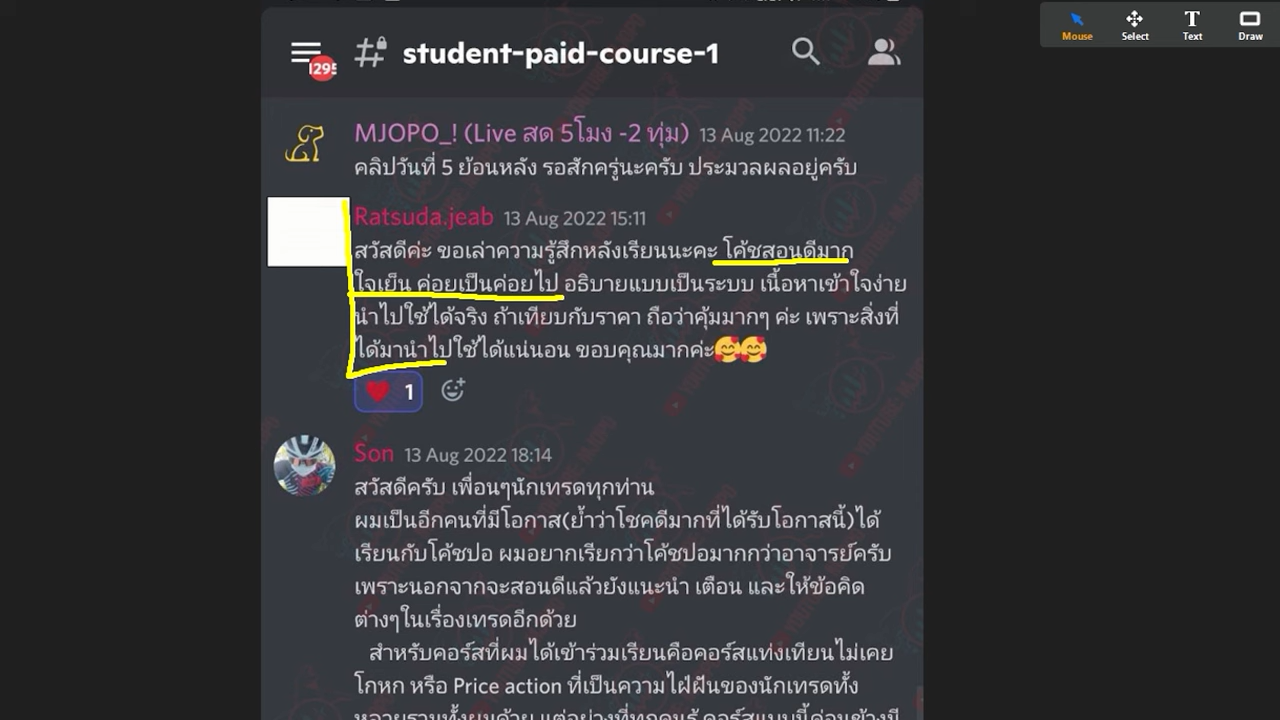 Mouse
Select
Text
Draw
1295
student-paid-course-1
MJOPO_! (Live สด 5โมง -2 ทุ่ม) 13 Aug 2022 11:22
คลิปวันที่ 5 ย้อนหลัง รอสักครู่นะครับ ประมวลผลอยู่ครับ
Ratsuda.jeab 13 Aug 2022 15:11
สวัสดีค่ะ ขอเล่าความรู้สึกหลังเรียนนะคะ โค้ชสอนดีมาก
ใจเย็น ค่อยเป็นค่อยไป อธิบายแบบเป็นระบบ เนื้อหาเข้าใจง่าย
นำไปใช้ได้จริง ถ้าเทียบกับราคา ถือว่าคุ้มมากๆ ค่ะ เพราะสิ่งที่
ได้มานำไปใช้ได้แน่นอน ขอบคุณมากค่ะ🥰🥰
1
Son 13 Aug 2022 18:14
สวัสดีครับ เพื่อนๆนักเทรดทุกท่าน
ผมเป็นอีกคนที่มีโอกาส(ย้ำว่าโชคดีมากที่ได้รับโอกาสนี้)ได้
เรียนกับโค้ชปอ ผมอยากเรียกว่าโค้ชปอมากกว่าอาจารย์ครับ
เพราะนอกจากจะสอนดีแล้วยังแนะนำ เตือน และให้ข้อคิด
ต่างๆในเรื่องเทรดอีกด้วย
สำหรับคอร์สที่ผมได้เข้าร่วมเรียนคือคอร์สแท่งเทียนไม่เคย
โกหก หรือ Price action ที่เป็นความใฝ่ฝันของนักเทรดทั้ง